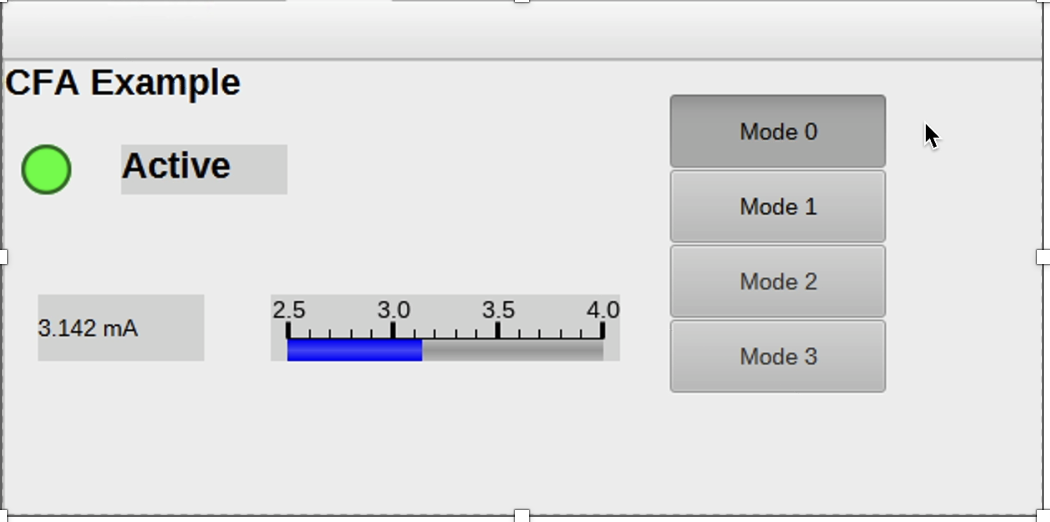 CFA Example
Active
Mode 0
Mode 1
Mode 2
Mode 3
3.142 mA
2.5 3.0 3.5 4.0